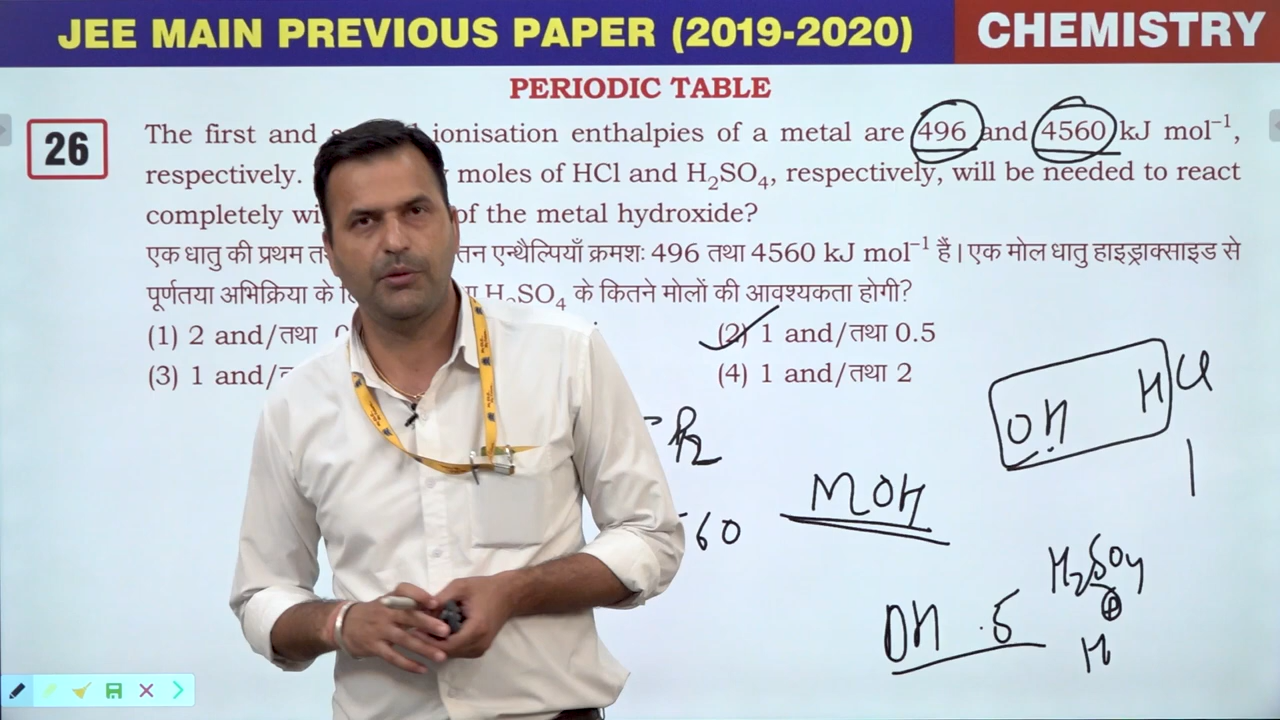 JEE MAIN PREVIOUS PAPER (2019-2020) CHEMISTRY
PERIODIC TABLE
26 The first and ionisation enthalpies of a metal are 496 and 4560 kJ mol⁻¹,
respectively. moles of HCl and H₂SO₄, respectively, will be needed to react
completely of the metal hydroxide?
एक धातु की प्रथम एन्थैल्पियाँ क्रमशः 496 तथा 4560 kJ mol⁻¹ हैं। एक मोल धातु हाइड्राक्साइड से
पूर्णतया अभिक्रिया के H₂SO₄ के कितने मोलों की आवश्यकता होगी?
(1) 2 and/तथा (2) 1 and/तथा 0.5
(3) 1 and/ (4) 1 and/तथा 2
OH HCl
1
MOH
60
H₂SO₄
OH .5
H